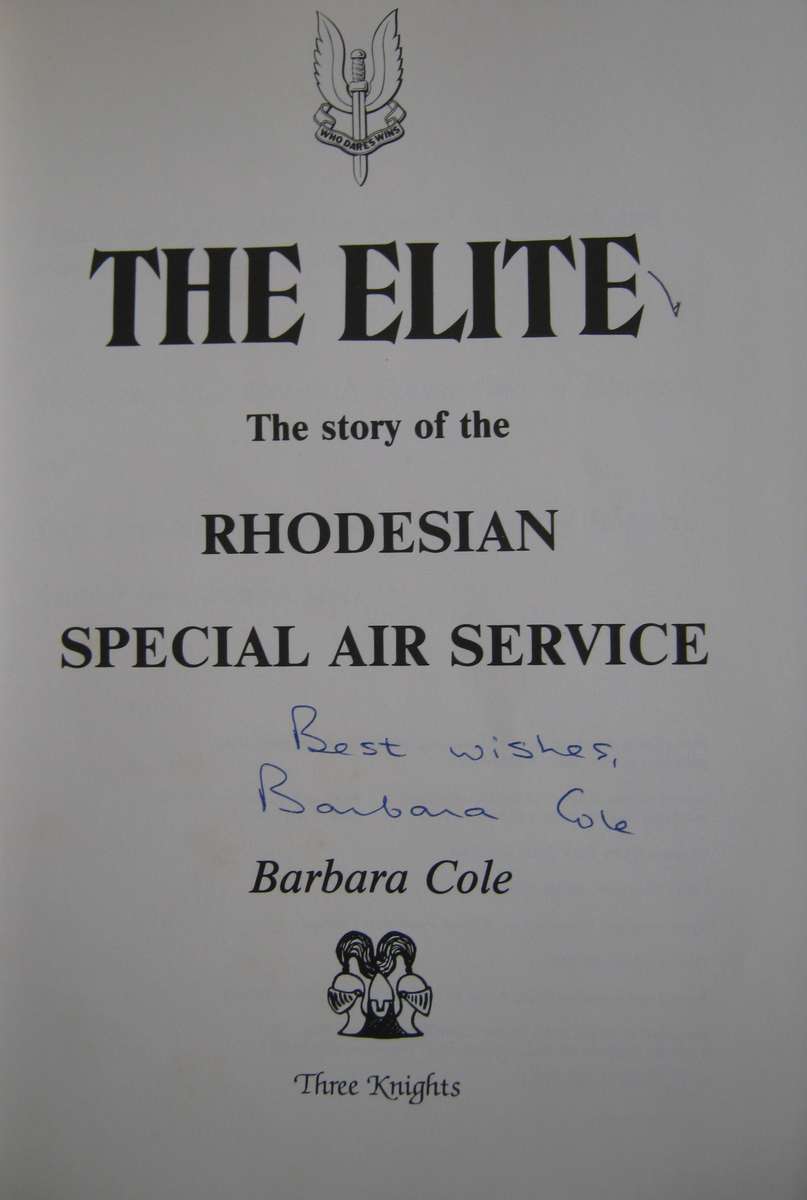 WHO DARES WINS
THE ELITE
The story of the
RHODESIAN
SPECIAL AIR SERVICE
Best wishes,
Barbara Cole
Barbara Cole
Three Knights